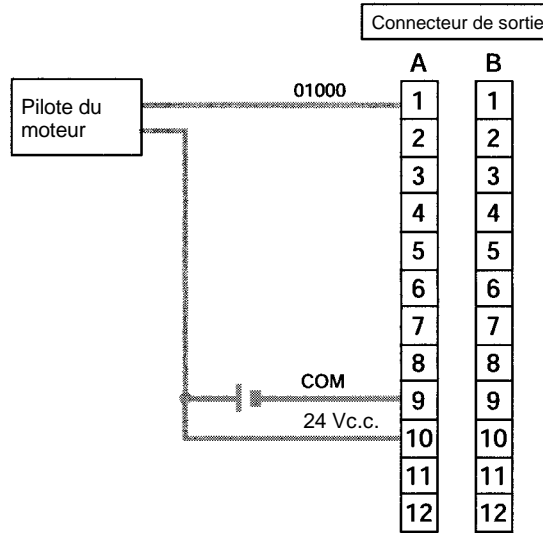 Connecteur de sortie
A B
01000
Pilote du
moteur
1 1
2 2
3 3
4 4
5 5
6 6
7 7
8 8
COM
9 9
24 Vc.c.
10 10
11 11
12 12